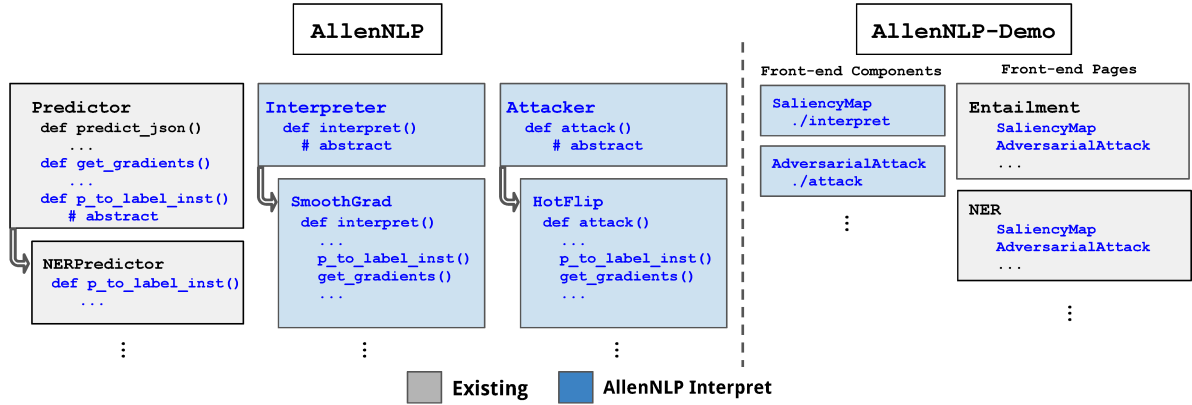 AllenNLP
AllenNLP-Demo
Predictor
def predict_json()
...
def get_gradients()
...
def p_to_label_inst()
# abstract
NERPredictor
def p_to_label_inst()
...
Interpreter
def interpret()
# abstract
SmoothGrad
def interpret()
...
p_to_label_inst()
get_gradients()
...
Attacker
def attack()
# abstract
HotFlip
def attack()
...
p_to_label_inst()
get_gradients()
...
Front-end Components
SaliencyMap
./interpret
AdversarialAttack
./attack
Front-end Pages
Entailment
SaliencyMap
AdversarialAttack
...
NER
SaliencyMap
AdversarialAttack
...
Existing
AllenNLP Interpret